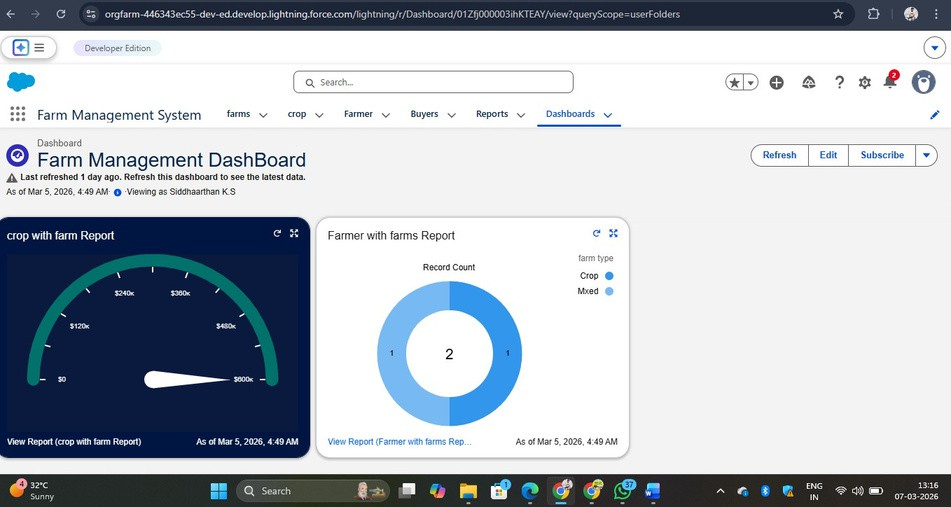 orgfarm-446343ec55-dev-ed.develop.lightning.force.com/lightning/r/Dashboard/01Zfj000003ihKTEAY/view?queryScope=userFolders
Developer Edition
Search...
2
Farm Management System
farms
crop
Farmer
Buyers
Reports
Dashboards
Dashboard
Farm Management DashBoard
Last refreshed 1 day ago. Refresh this dashboard to see the latest data.
As of Mar 5, 2026, 4:49 AM·
·Viewing as Siddhaarthan K.S
Refresh
Edit
Subscribe
crop with farm Report
$0
$120K
$240K
$360K
$480K
$600K
View Report (crop with farm Report)
As of Mar 5, 2026, 4:49 AM
Farmer with farms Report
Record Count
farm type
Crop
Mxed
1
2
1
View Report (Farmer with farms Rep...
As of Mar 5, 2026, 4:49 AM
4
32°C
Sunny
Search
1
37
ENG
IN
13:16
07-03-2026